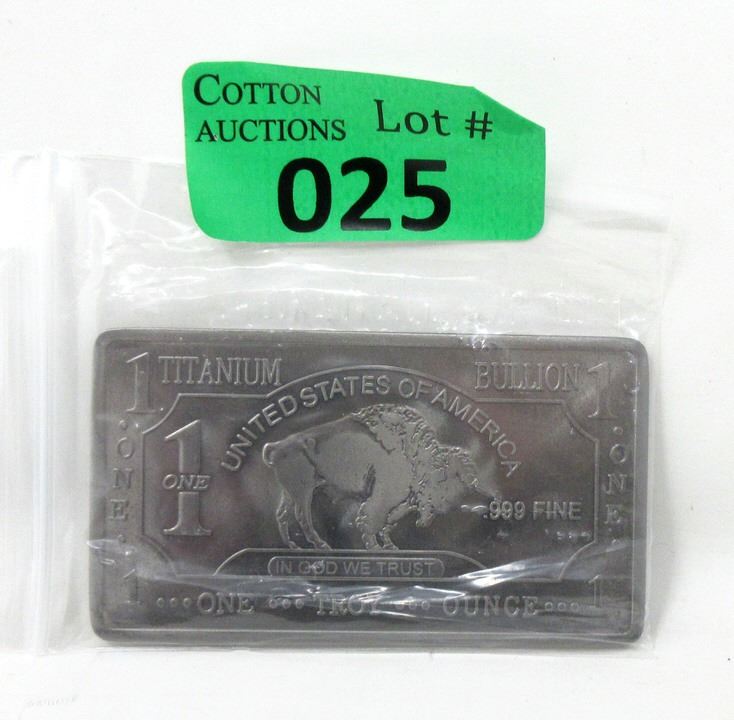 COTTON
AUCTIONS Lot #
025
1 TITANIUM BULLION 1
UNITED STATES OF AMERICA
1
ONE
.999 FINE
ONE
ONE
IN GOD WE TRUST
1 ONE TROY OUNCE 1